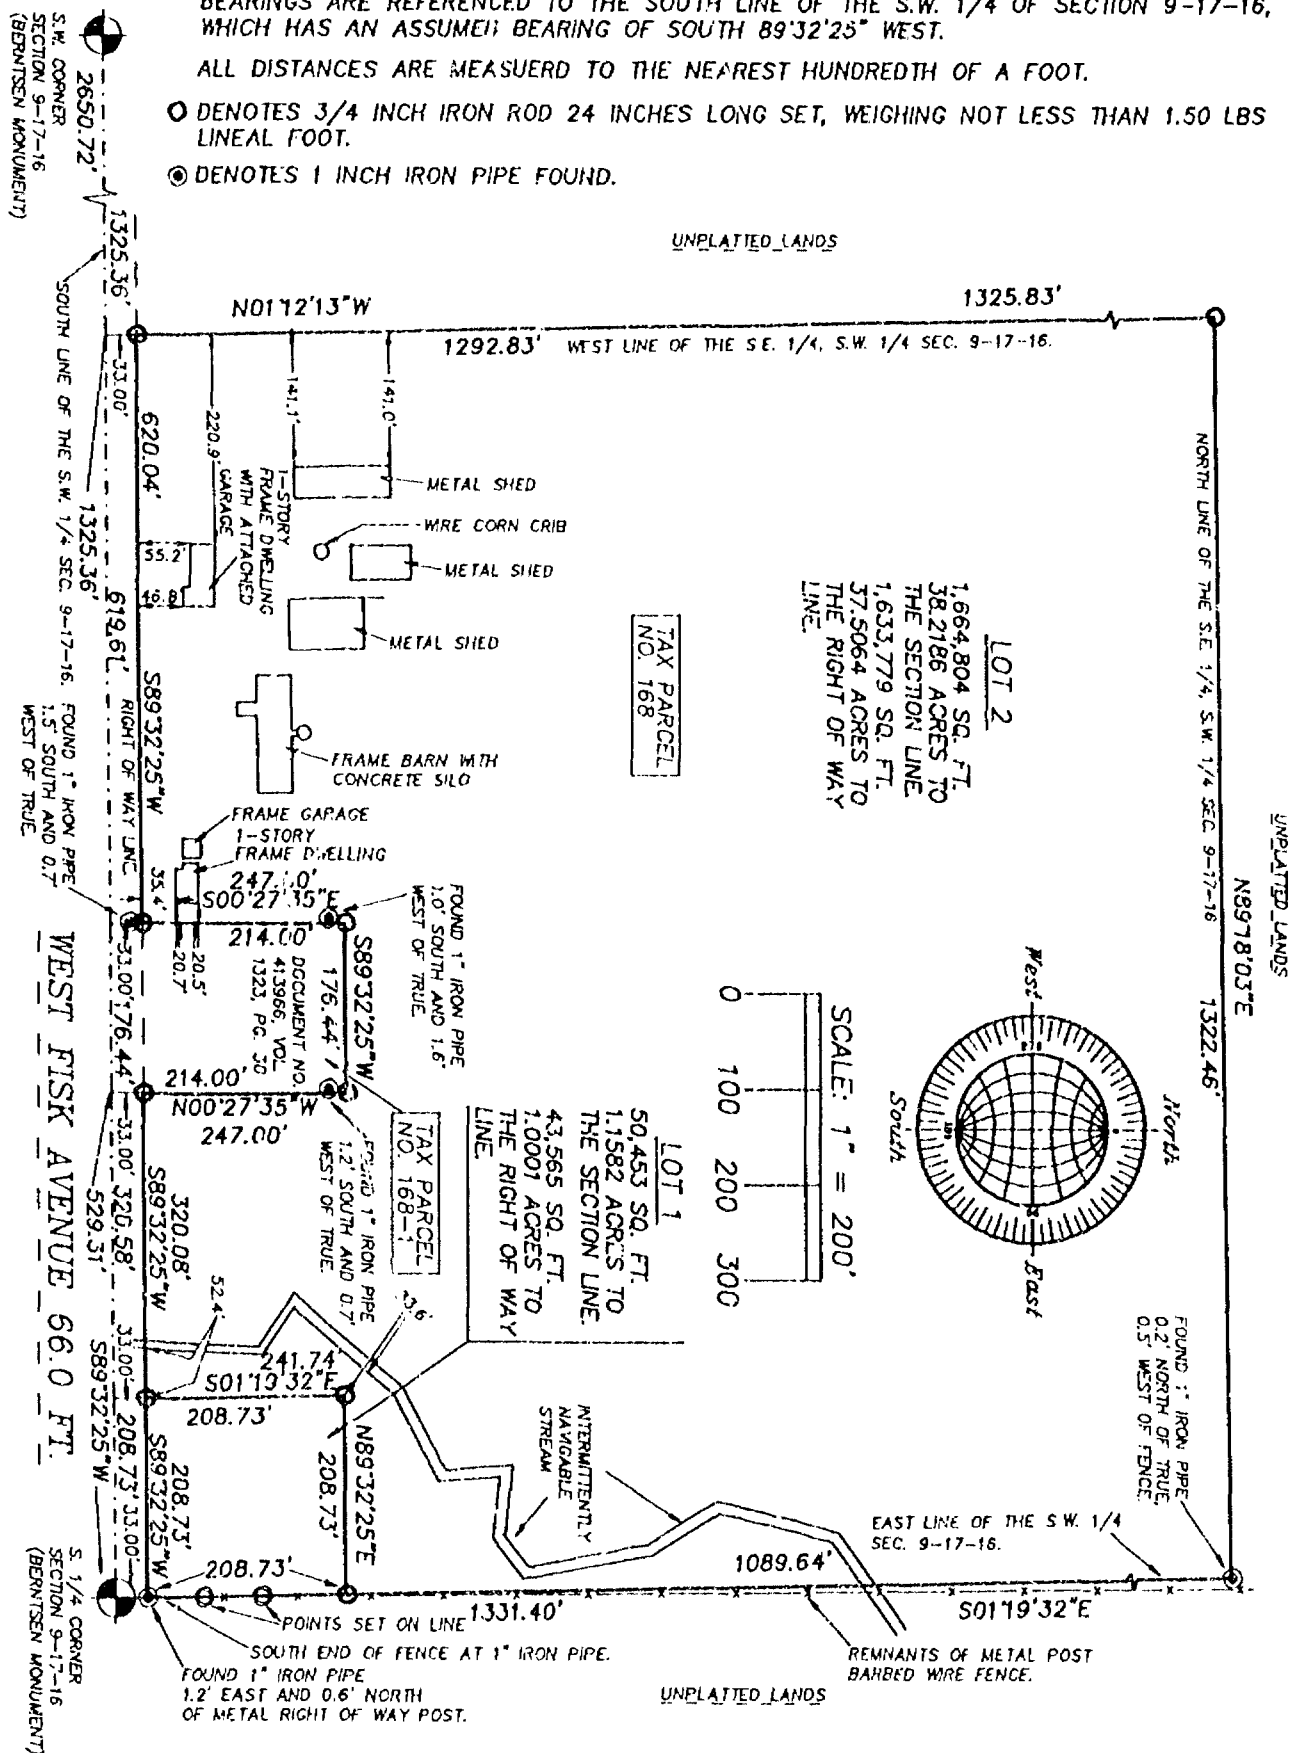 BEARINGS ARE REFERENCED TO THE SOUTH LINE OF THE S.W. 1/4 OF SECTION 9-17-16,
WHICH HAS AN ASSUMED BEARING OF SOUTH 89°32'25" WEST.
ALL DISTANCES ARE MEASUERD TO THE NEAREST HUNDREDTH OF A FOOT.
DENOTES 3/4 INCH IRON ROD 24 INCHES LONG SET, WEIGHING NOT LESS THAN 1.50 LBS
LINEAL FOOT.
DENOTES 1 INCH IRON PIPE FOUND.
S.W. CORNER
SECTION 9-17-16
(BERNTSEN MONUMENT)
2650.72'
1325.36'
SOUTH LINE OF THE S.W. 1/4 SEC. 9-17-16.
UNPLATTED LANDS
N01°12'13"W
1325.83'
1292.83'
WEST LINE OF THE S.E. 1/4, S.W. 1/4 SEC. 9-17-16.
NORTH LINE OF THE S.E. 1/4, S.W. 1/4 SEC. 9-17-16
UNPLATTED LANDS
N89°18'03"E
1322.46'
33.00'
620.04'
220.9'
141.1'
141.0'
1325.36'
619.61'
55.2'
46.8'
1-STORY
FRAME DWELLING
WITH ATTACHED
GARAGE
METAL SHED
WIRE CORN CRIB
METAL SHED
METAL SHED
FRAME BARN WITH
CONCRETE SILO
FRAME GARAGE
1-STORY
FRAME DWELLING
S89°32'25"W
RIGHT OF WAY LINE
35.4'
FOUND 1" IRON PIPE
1.5' SOUTH AND 0.7'
WEST OF TRUE.
TAX PARCEL
NO. 168
LOT 2
1,664,804 SQ. FT.
38.2186 ACRES TO
THE SECTION LINE.
1,633,779 SQ. FT.
37.5064 ACRES TO
THE RIGHT OF WAY
LINE.
S00°27'35"E
214.00'
20.5'
20.7'
FOUND 1" IRON PIPE
1.0' SOUTH AND 1.6'
WEST OF TRUE.
S89°32'25"W
176.44'
DOCUMENT NO.
413966, VOL
1323, PG. 30
33.00'
176.44'
214.00'
N00°27'35"W
247.00'
FOUND 1" IRON PIPE
1.2' SOUTH AND 0.7'
WEST OF TRUE.
TAX PARCEL
NO. 168-1
LOT 1
50,453 SQ. FT.
1.1582 ACRES TO
THE SECTION LINE.
43,565 SQ. FT.
1.0001 ACRES TO
THE RIGHT OF WAY
LINE.
SCALE: 1" = 200'
0 100 200 300
North
West
East
South
WEST FISK AVENUE 66.0 FT.
33.00'
320.58'
529.31'
320.08'
S89°32'25"W
52.4'
33.00'
241.74'
S01°19'32"E
208.73'
N89°32'25"E
208.73'
208.73'
S89°32'25"W
208.73'
33.00'
S89°32'25"W
INTERMITTENTLY
NAVIGABLE
STREAM
FOUND 1" IRON PIPE
0.2' NORTH OF TRUE,
0.5' WEST OF FENCE.
EAST LINE OF THE S.W. 1/4
SEC. 9-17-16.
208.73'
1089.64'
1331.40'
S01°19'32"E
POINTS SET ON LINE
SOUTH END OF FENCE AT 1" IRON PIPE.
FOUND 1" IRON PIPE
1.2' EAST AND 0.6' NORTH
OF METAL RIGHT OF WAY POST.
REMNANTS OF METAL POST
BARBED WIRE FENCE.
UNPLATTED LANDS
S. 1/4 CORNER
SECTION 9-17-16
(BERNTSEN MONUMENT)